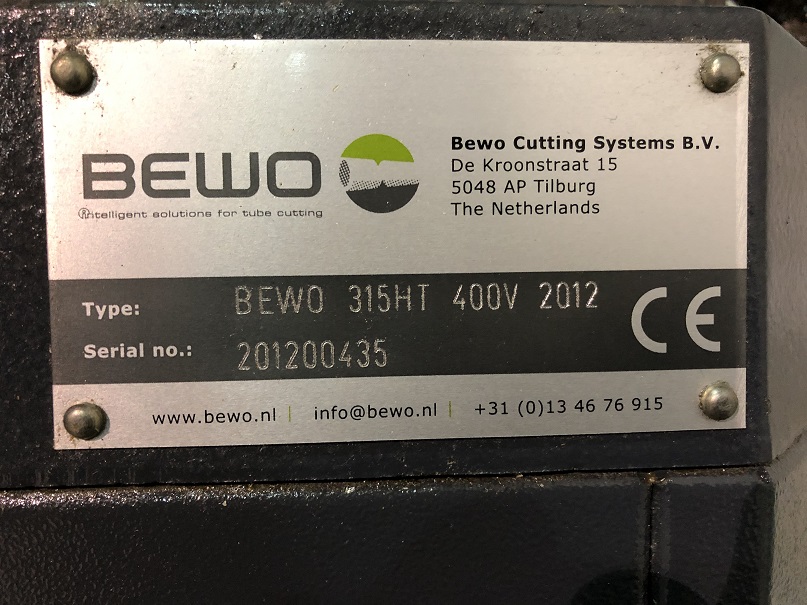 BEWO
Intelligent solutions for tube cutting
Bewo Cutting Systems B.V.
De Kroonstraat 15
5048 AP Tilburg
The Netherlands
Type: BEWO 315HT 400V 2012
Serial no.: 201200435
CE
www.bewo.nl | info@bewo.nl | +31 (0)13 46 76 915